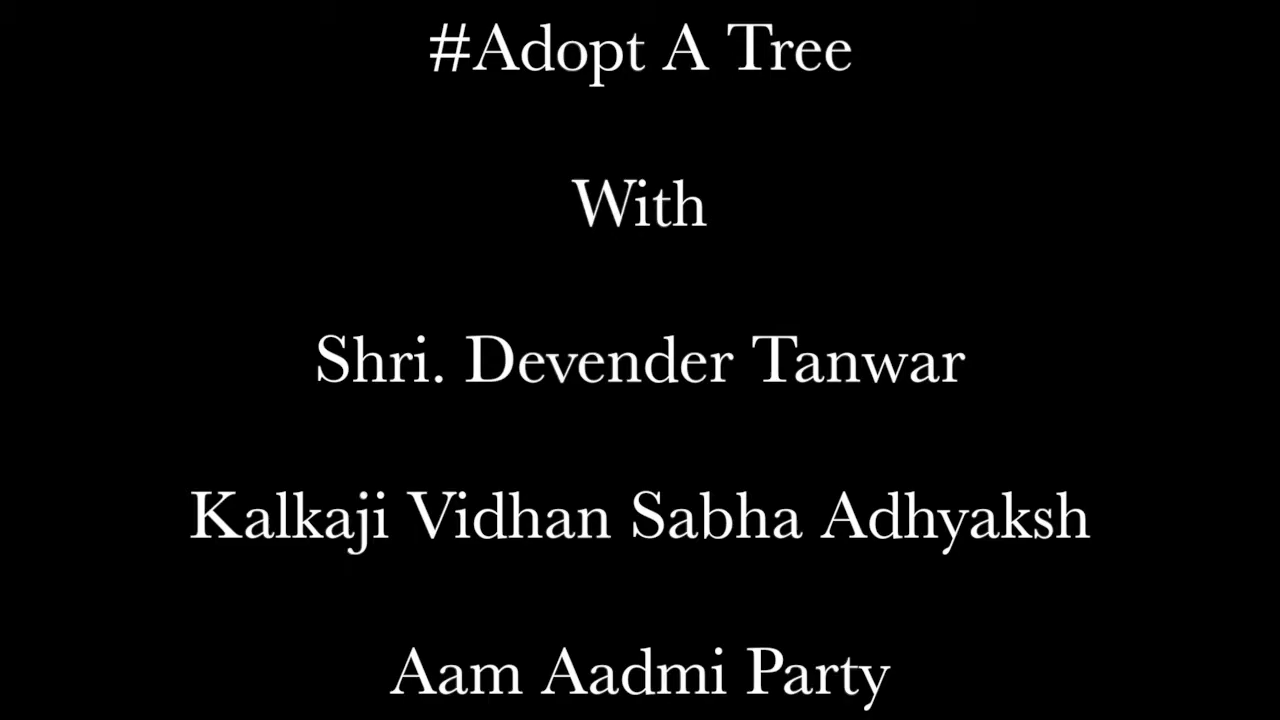 #Adopt A Tree
With
Shri. Devender Tanwar
Kalkaji Vidhan Sabha Adhyaksh
Aam Aadmi Party